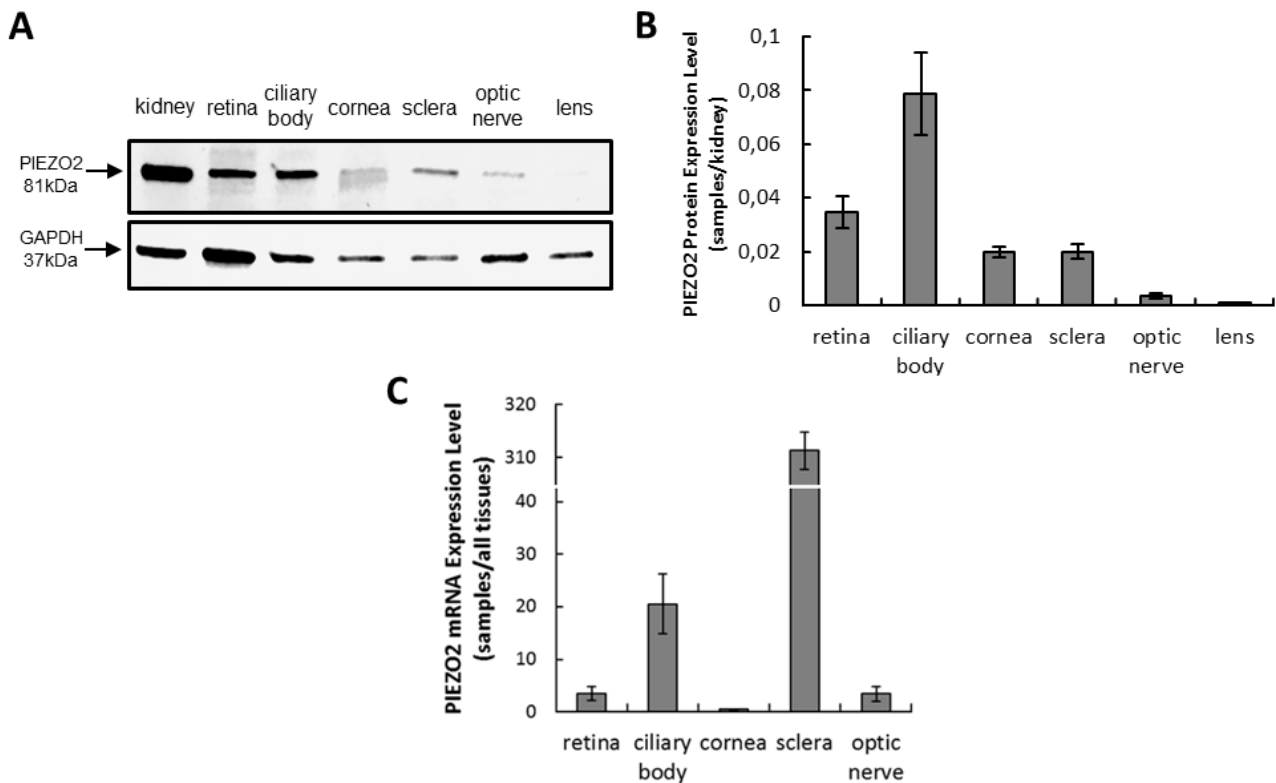 A
kidney retina ciliary body cornea sclera optic nerve lens
PIEZO2
81kDa
GAPDH
37kDa
B
PIEZO2 Protein Expression Level
(samples/kidney)
0,1
0,08
0,06
0,04
0,02
0
retina ciliary body cornea sclera optic nerve lens
C
PIEZO2 mRNA Expression Level
(samples/all tissues)
320
310
40
30
20
10
0
retina ciliary body cornea sclera optic nerve